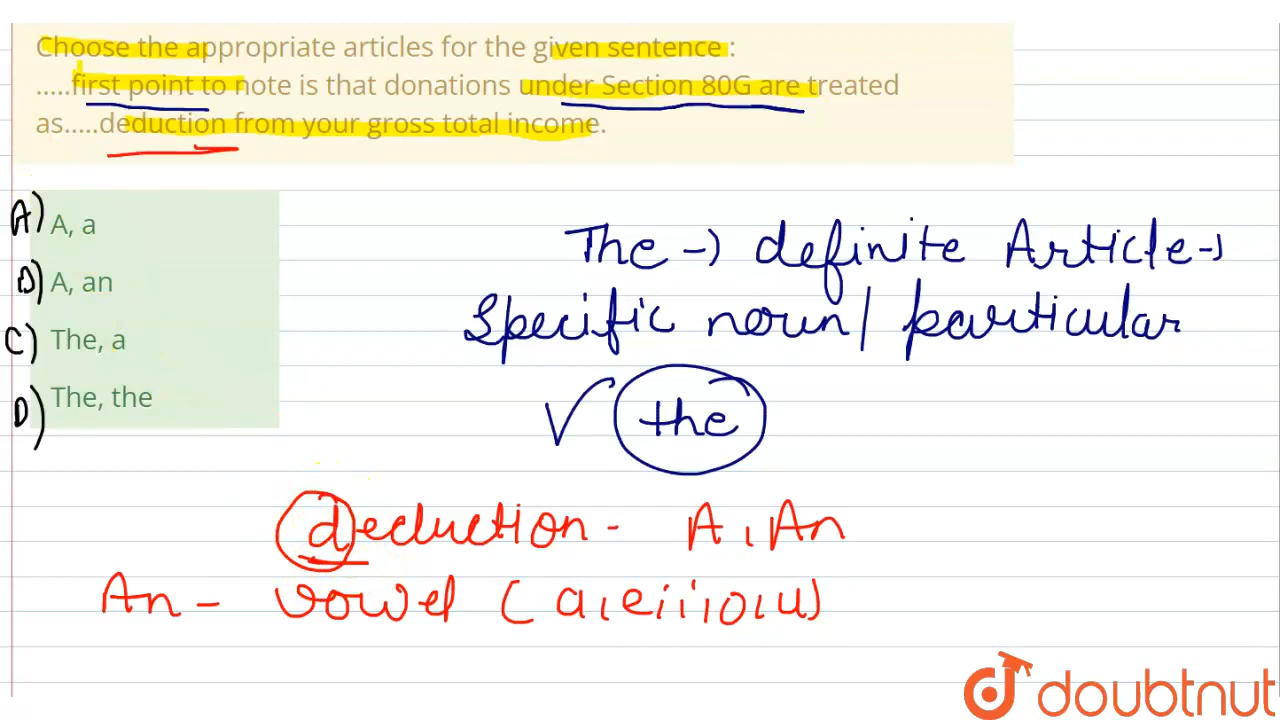 Choose the appropriate articles for the given sentence :
.....first point to note is that donations under Section 80G are treated
as.....deduction from your gross total income.
A) A, a
B) A, an
C) The, a
D) The, the
The → definite Article →
Specific noun / particular
✓ the
deduction - A, An
An - vowel (a,e,i,o,u)
doubtnut